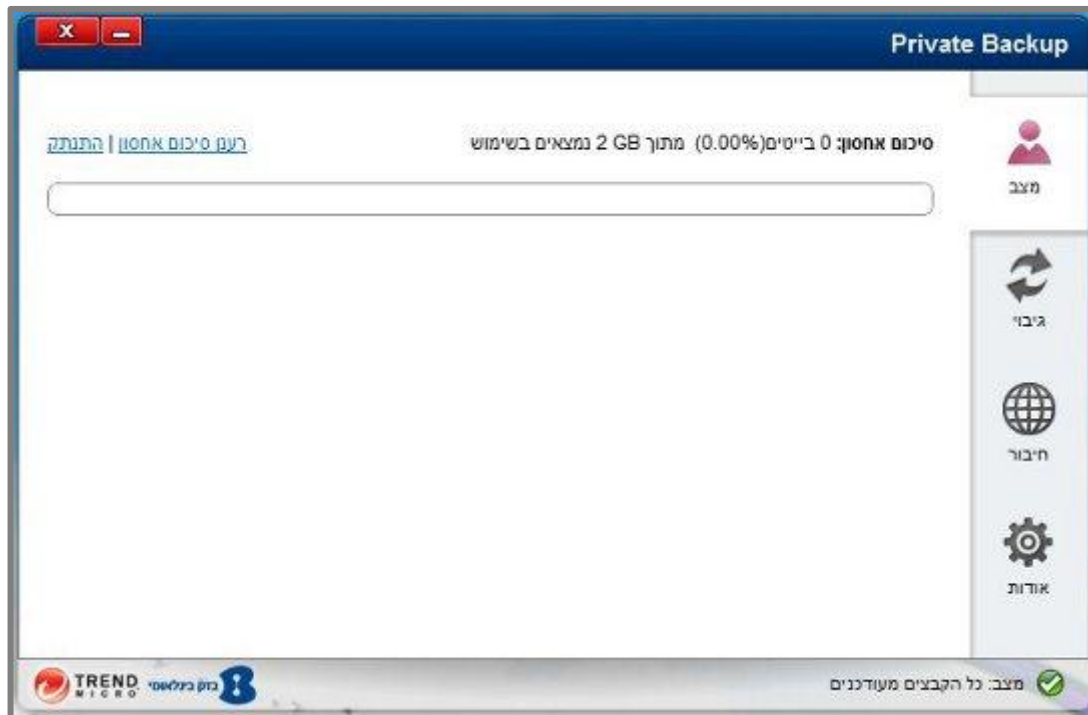 Private Backup
סיכום אחסון: 0 בייטים(0.00%) מתוך 2 GB נמצאים בשימוש
רענן סיכום אחסון | התנתק
מצב
גיבוי
חיבור
אודות
מצב: כל הקבצים מעודכנים
בזק בינלאומי
TREND
MICRO